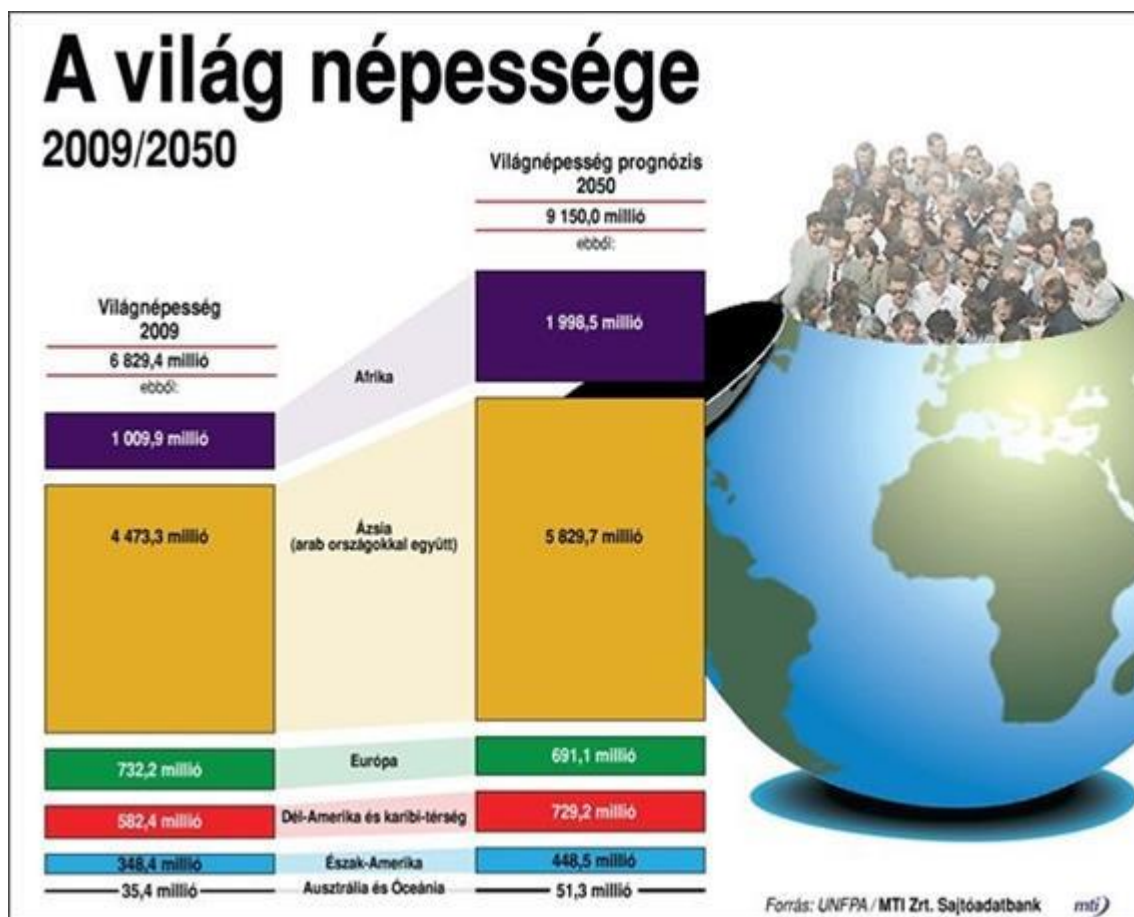 A világ népessége
2009/2050
Világnépesség
2009
6 829,4 millió
ebből:
1 009,9 millió
4 473,3 millió
732,2 millió
582,4 millió
348,4 millió
35,4 millió
Afrika
Ázsia
(arab országokkal együtt)
Európa
Dél-Amerika és karibi-térség
Észak-Amerika
Ausztrália és Óceánia
Világnépesség prognózis
2050
9 150,0 millió
ebből:
1 998,5 millió
5 829,7 millió
691,1 millió
729,2 millió
448,5 millió
51,3 millió
Forrás: UNFPA / MTI Zrt. Sajtóadatbank mti